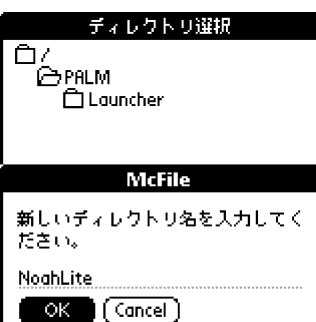 ディレクトリ選択
/
PALM
Launcher
McFile
新しいディレクトリ名を入力してく
ださい。
NoahLite
OK Cancel